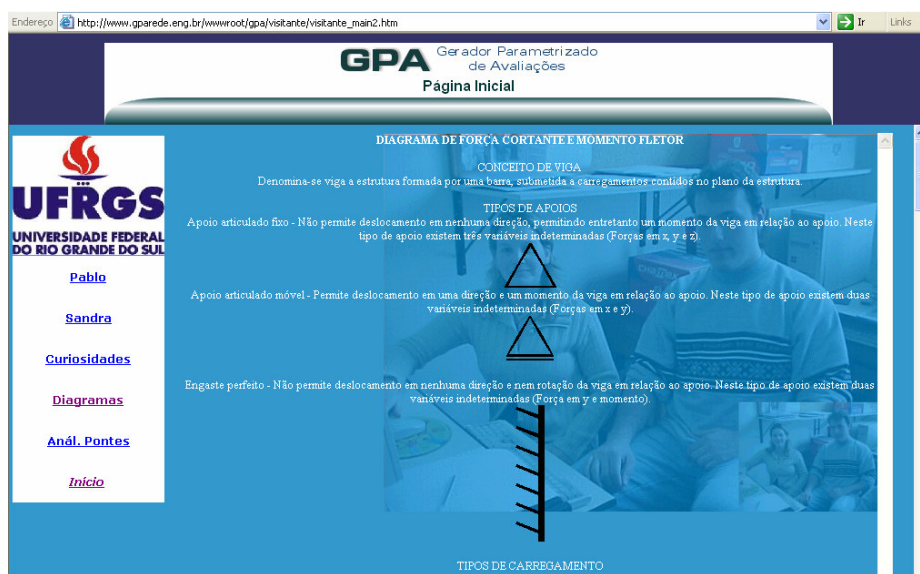 Endereço http://www.gparede.eng.br/wwwroot/gpa/visitante/visitante_main2.htm Ir Links
GPA Gerador Parametrizado
de Avaliações
Página Inicial
UFRGS
UNIVERSIDADE FEDERAL
DO RIO GRANDE DO SUL
Pablo
Sandra
Curiosidades
Diagramas
Anál. Pontes
Início
DIAGRAMA DE FORÇA CORTANTE E MOMENTO FLETOR
CONCEITO DE VIGA
Denomina-se viga a estrutura formada por uma barra, submetida a carregamentos contidos no plano da estrutura.
TIPOS DE APOIOS
Apoio articulado fixo - Não permite deslocamento em nenhuma direção, permitindo entretanto um momento da viga em relação ao apoio. Neste
tipo de apoio existem três variáveis indeterminadas (Forças em x, y e z).
Apoio articulado móvel - Permite deslocamento em uma direção e um momento da viga em relação ao apoio. Neste tipo de apoio existem duas
variáveis indeterminadas (Forças em x e y).
Engaste perfeito - Não permite deslocamento em nenhuma direção e nem rotação da viga em relação ao apoio. Neste tipo de apoio existem duas
variáveis indeterminadas (Força em y e momento).
TIPOS DE CARREGAMENTO